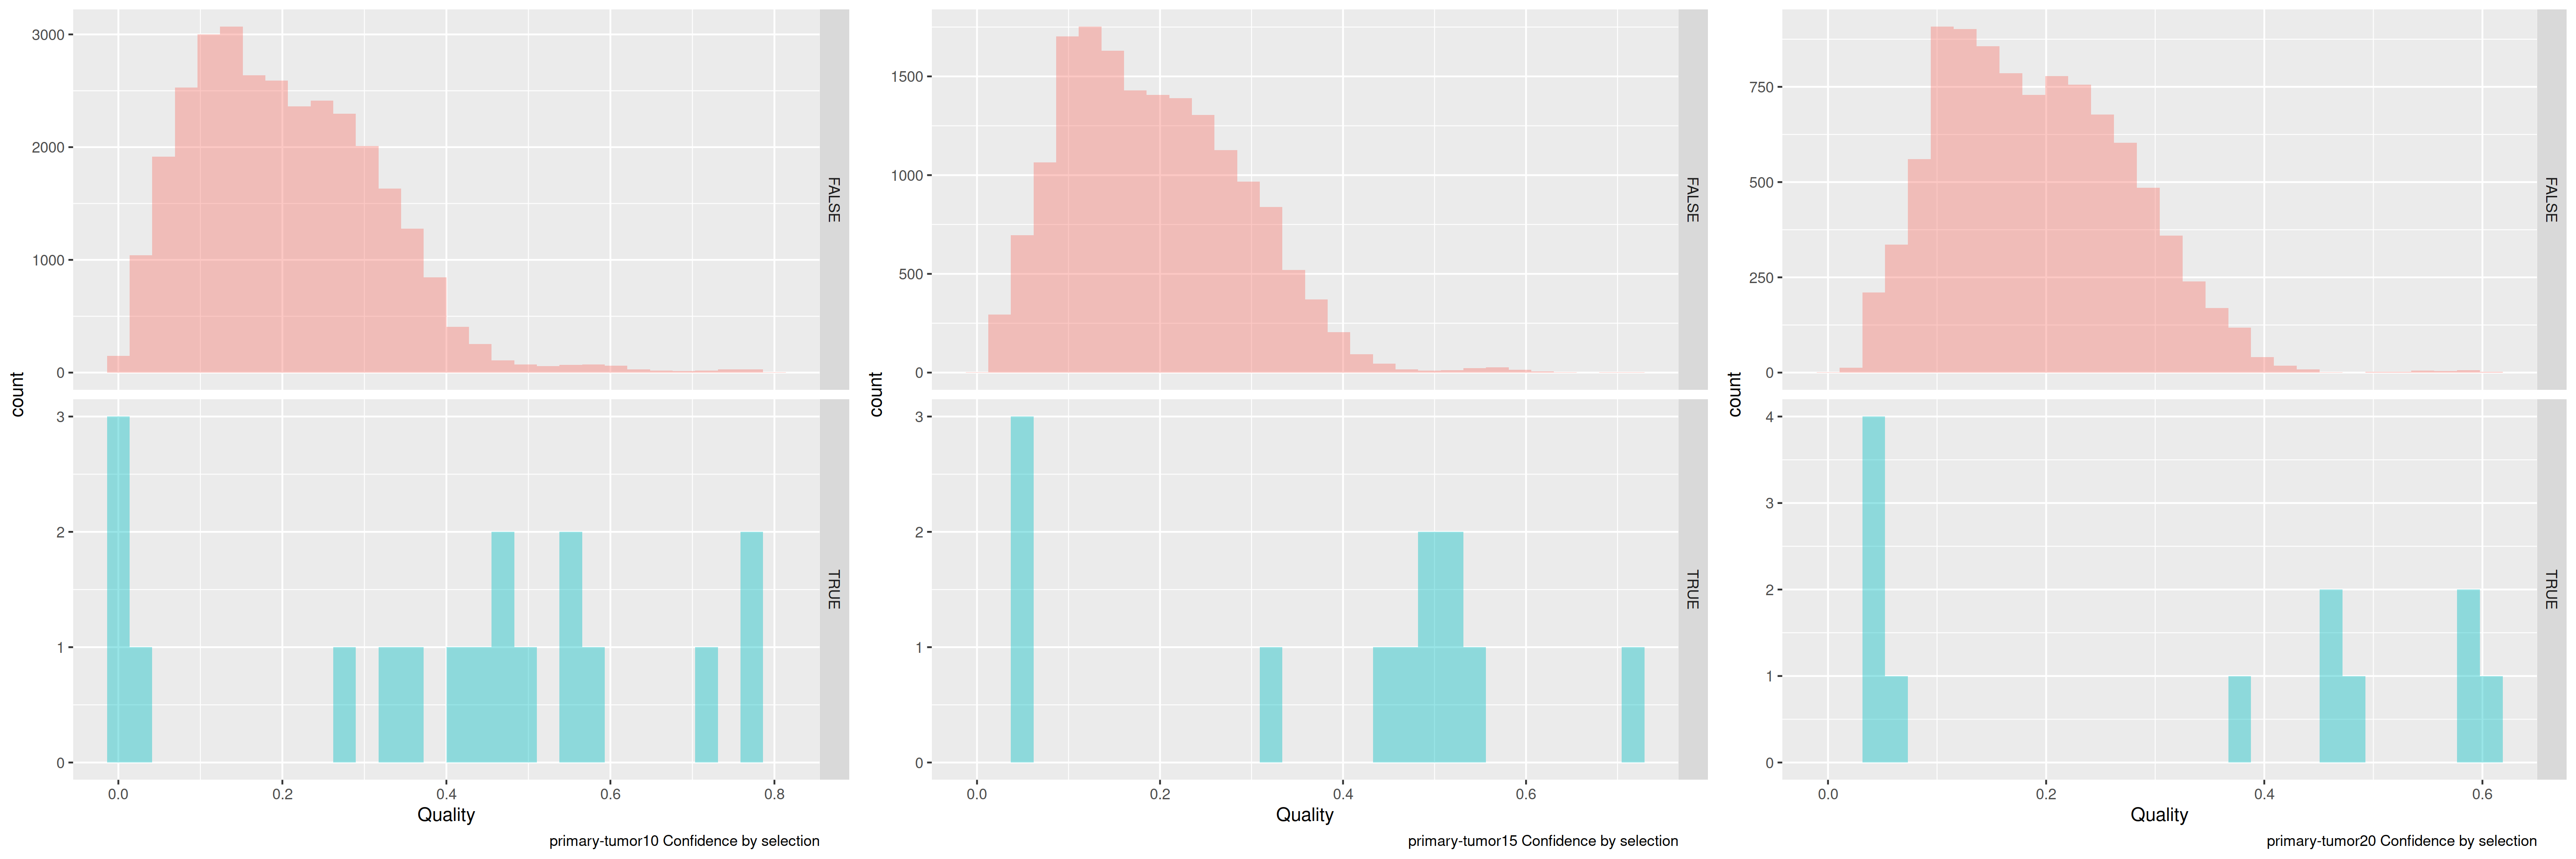 count
3000
2000
1000
0
FALSE
3
2
1
0
TRUE
0.0 0.2 0.4 0.6 0.8
Quality
primary-tumor10 Confidence by selection
count
1500
1000
500
0
FALSE
3
2
1
0
TRUE
0.0 0.2 0.4 0.6
Quality
primary-tumor15 Confidence by selection
count
750
500
250
0
FALSE
4
3
2
1
0
TRUE
0.0 0.2 0.4 0.6
Quality
primary-tumor20 Confidence by selection